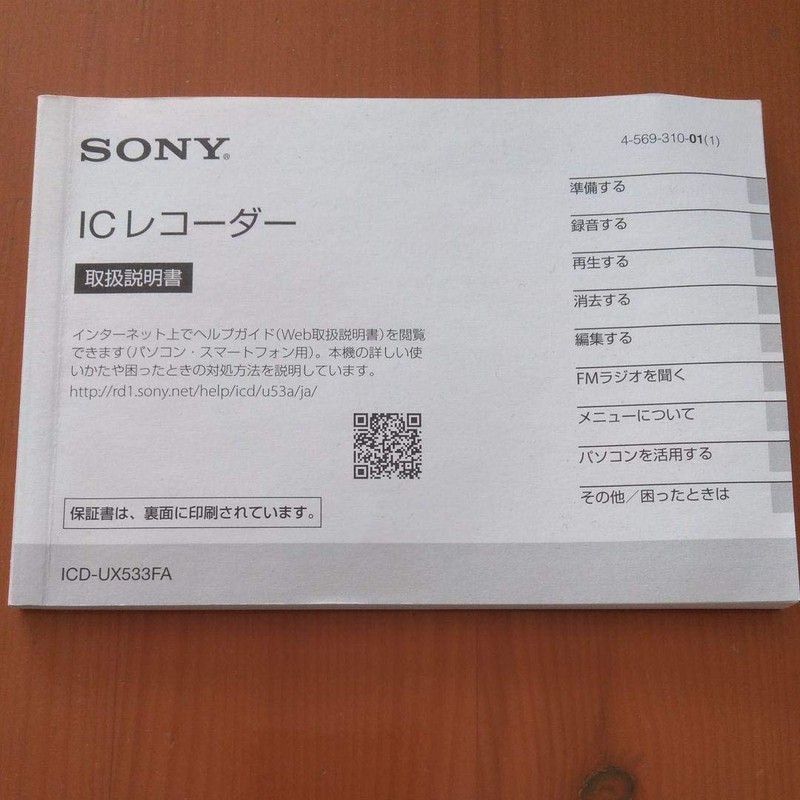 SONY®
4-569-310-01(1)
ICレコーダー
取扱説明書
インターネット上でヘルプガイド(Web取扱説明書)を閲覧
できます(パソコン・スマートフォン用)。本機の詳しい使
いかたや困ったときの対処方法を説明しています。
http://rd1.sony.net/help/icd/u53a/ja/
保証書は、裏面に印刷されています。
ICD-UX533FA
準備する
録音する
再生する
消去する
編集する
FMラジオを聞く
メニューについて
パソコンを活用する
その他／困ったときは